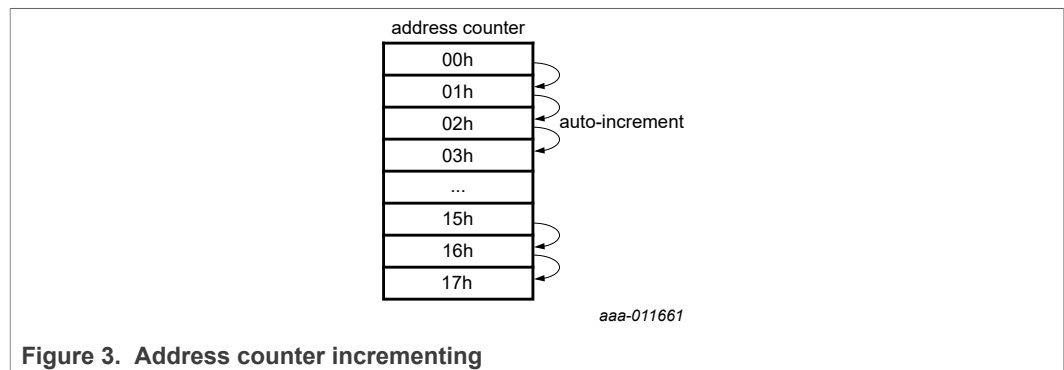 address counter
00h
01h
02h
auto-increment
03h
...
15h
16h
17h
aaa-011661
Figure 3. Address counter incrementing